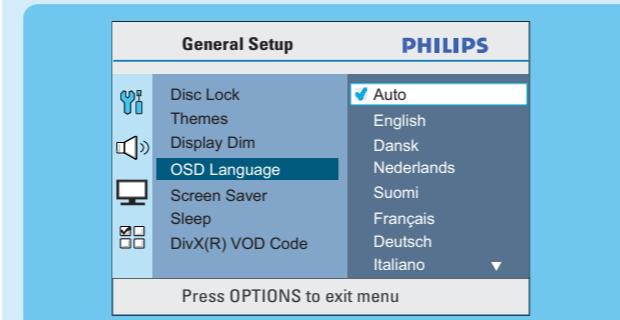 General Setup
PHILIPS
Disc Lock
Themes
Display Dim
OSD Language
Screen Saver
Sleep
DivX(R) VOD Code
Auto
English
Dansk
Nederlands
Suomi
Français
Deutsch
Italiano
Press OPTIONS to exit menu